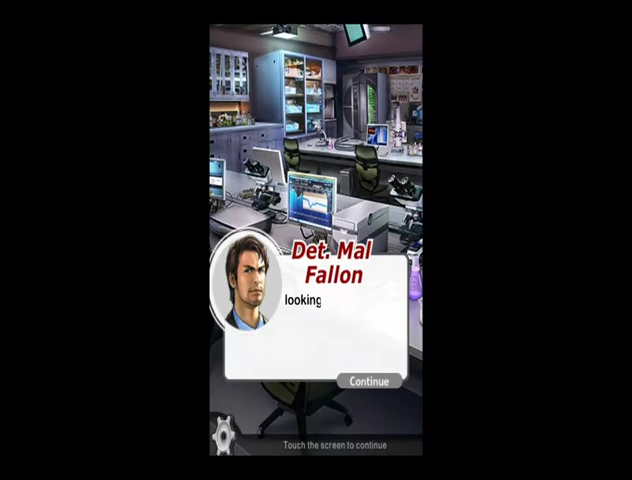 Det. Mal
Fallon
looking
Continue
Touch the screen to continue